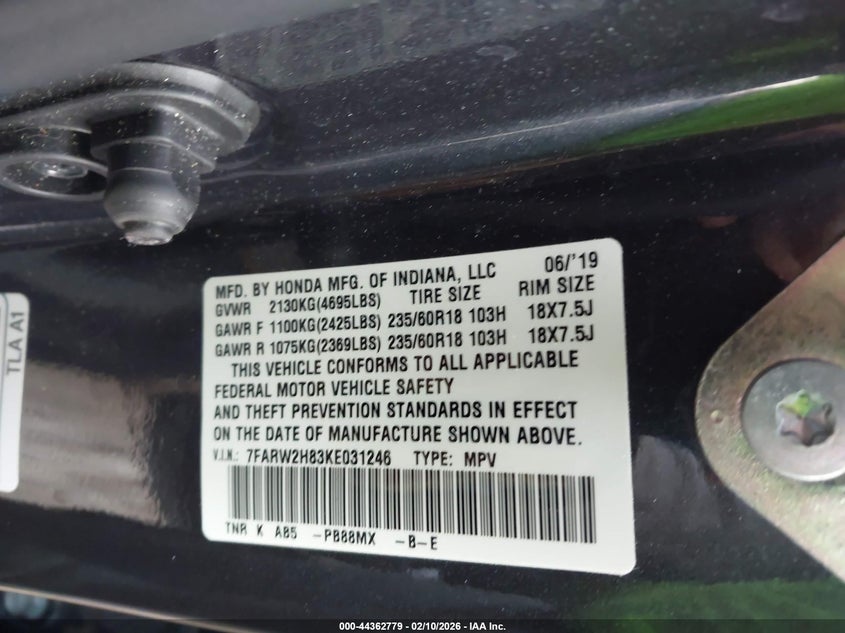 MFD. BY HONDA MFG. OF INDIANA, LLC 06/'19
GVWR 2130KG(4695LBS) TIRE SIZE RIM SIZE
GAWR F 1100KG(2425LBS) 235/60R18 103H 18X7.5J
GAWR R 1075KG(2369LBS) 235/60R18 103H 18X7.5J
THIS VEHICLE CONFORMS TO ALL APPLICABLE
FEDERAL MOTOR VEHICLE SAFETY
AND THEFT PREVENTION STANDARDS IN EFFECT
ON THE DATE OF MANUFACTURE SHOWN ABOVE.
V.I.N.: 7FARW2H83KE031246 TYPE: MPV
TNR K A85 -PB88MX -B-E
TLA A1
000-44362779 - 02/10/2026 - IAA Inc.